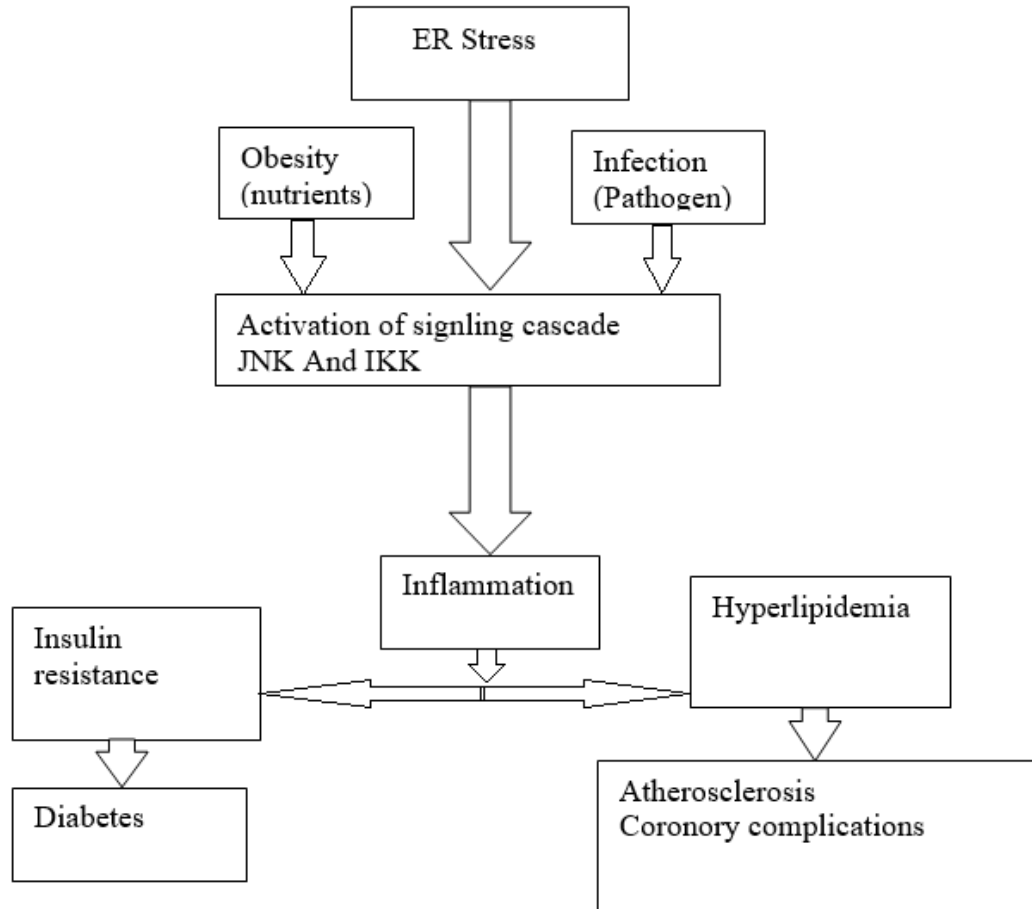 ER Stress
Obesity
(nutrients)
Infection
(Pathogen)
Activation of signling cascade
JNK And IKK
Inflammation
Hyperlipidemia
Insulin
resistance
Diabetes
Atherosclerosis
Coronory complications